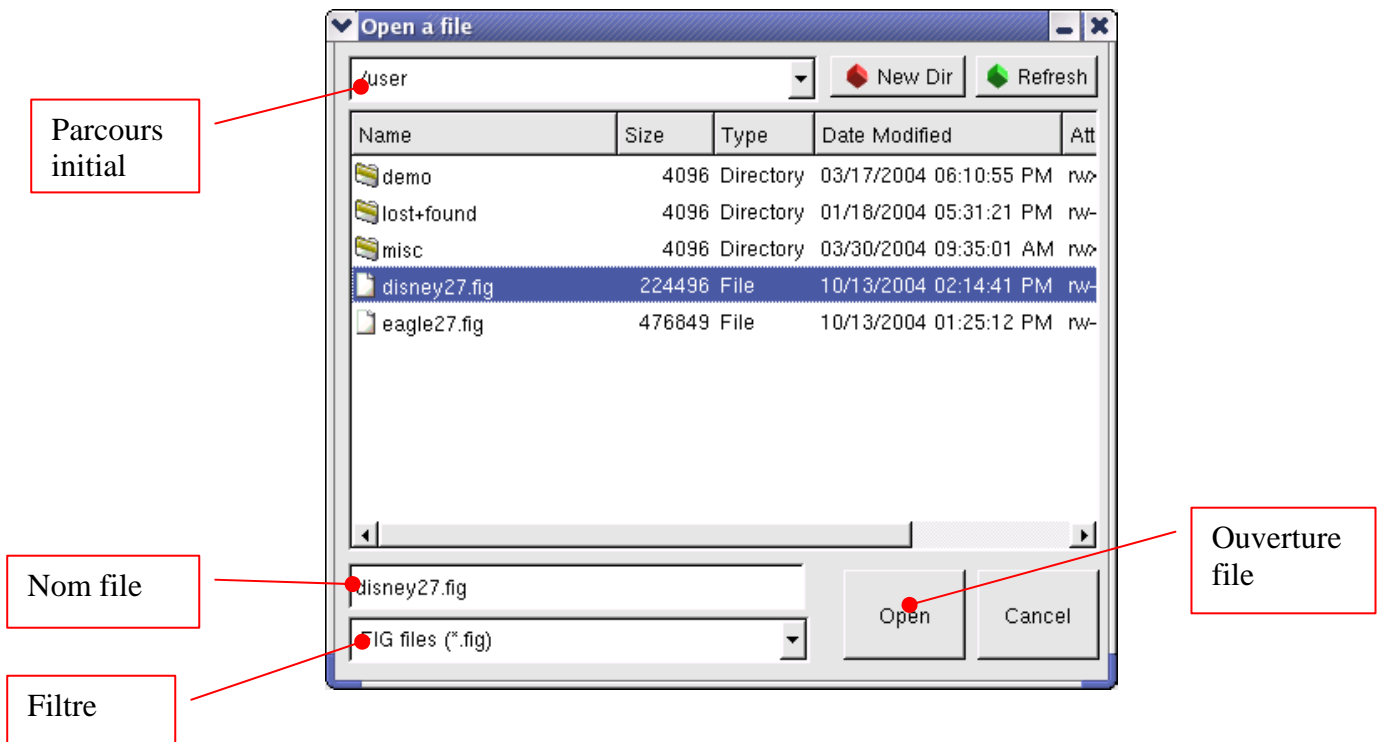 Open a file
/user
New Dir
Refresh
Parcours
initial
Name Size Type Date Modified Att
demo 4096 Directory 03/17/2004 06:10:55 PM
lost+found 4096 Directory 01/18/2004 05:31:21 PM rw-
misc 4096 Directory 03/30/2004 09:35:01 AM
disney27.fig 224496 File 10/13/2004 02:14:41 PM rw-
eagle27.fig 476849 File 10/13/2004 01:25:12 PM rw-
Nom file
disney27.fig
Open
Cancel
Ouverture
file
FIG files (*.fig)
Filtre